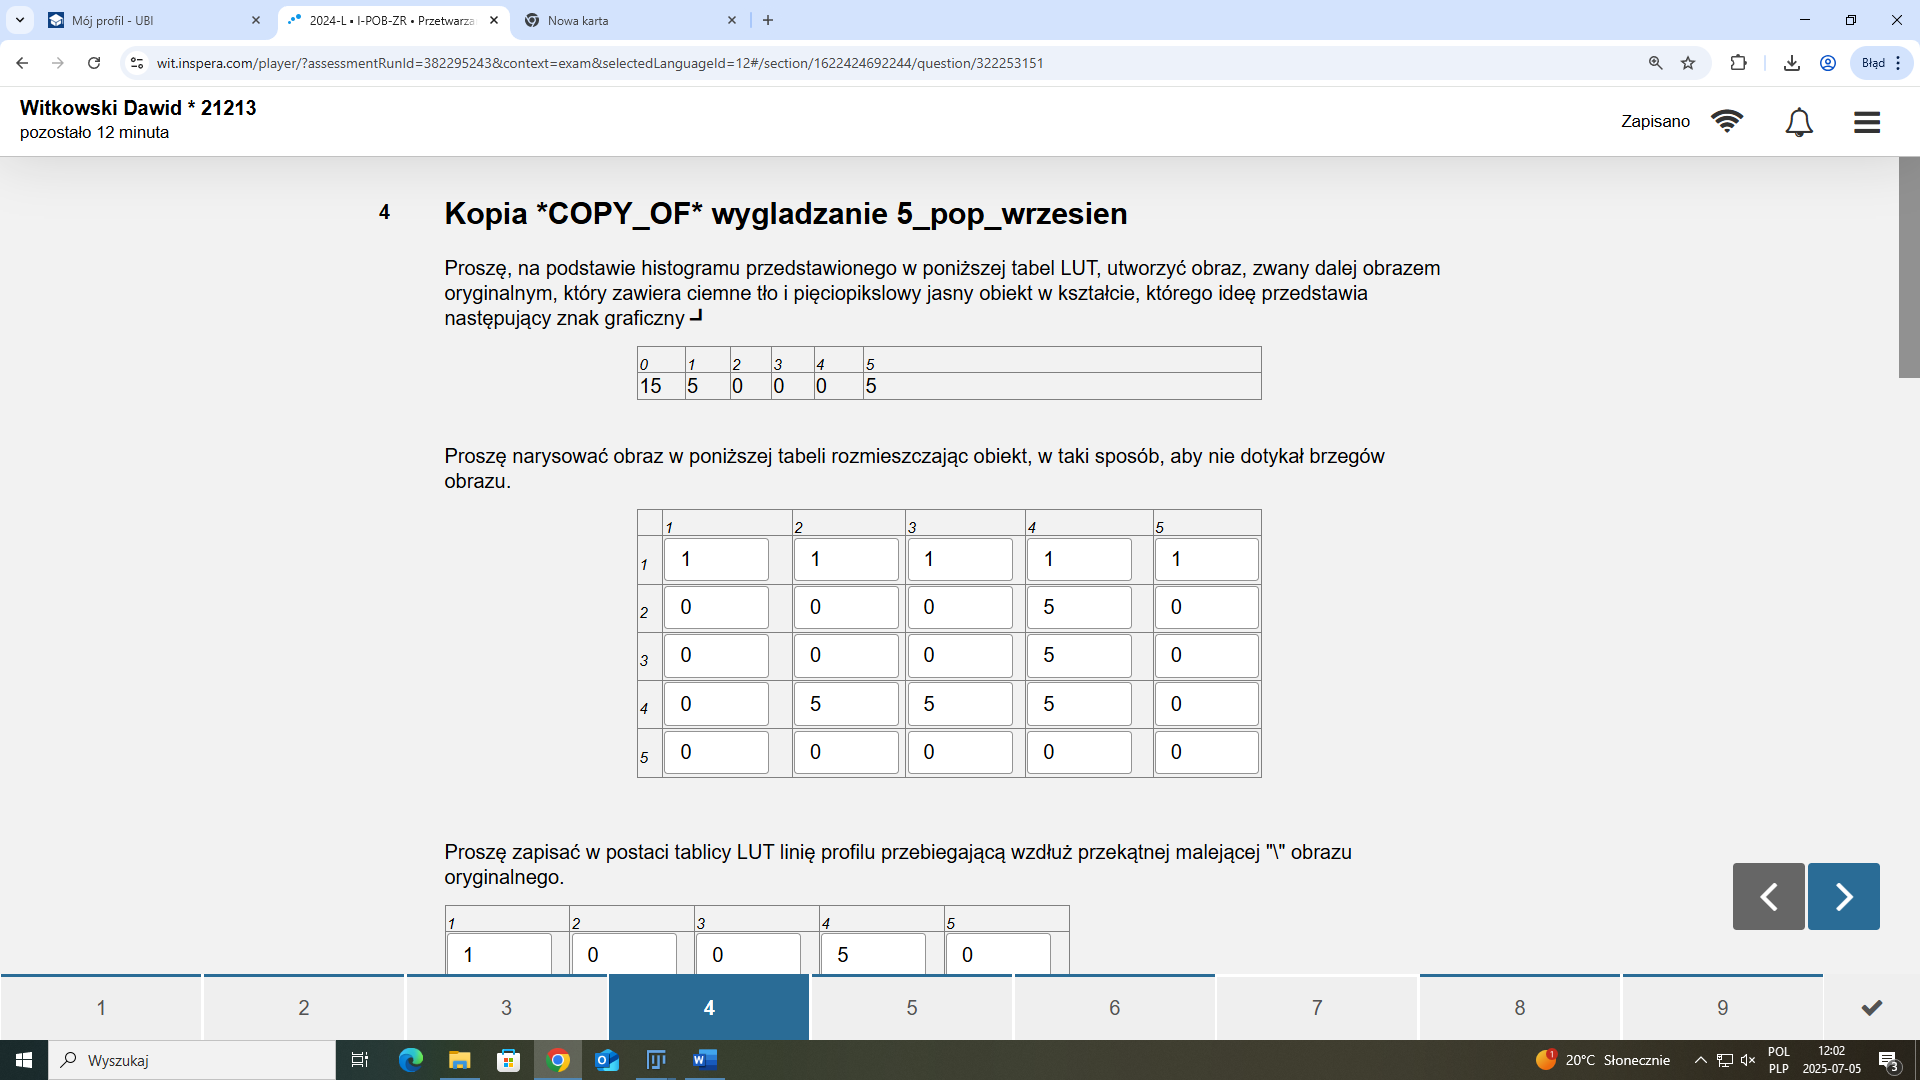 Mój profil - UBI
2024-L • I-POB-ZR • Przetwarza
Nowa karta
wit.inspera.com/player/?assessmentRunId=382295243&context=exam&selectedLanguageId=12#/section/1622424692244/question/322253151
Błąd
Witkowski Dawid * 21213
pozostało 12 minuta
Zapisano
4 Kopia *COPY_OF* wygladzanie 5_pop_wrzesien
Proszę, na podstawie histogramu przedstawionego w poniższej tabel LUT, utworzyć obraz, zwany dalej obrazem
oryginalnym, który zawiera ciemne tło i pięciopikslowy jasny obiekt w kształcie, którego ideę przedstawia
następujący znak graficzny ┘
0 1 2 3 4 5
15 5 0 0 0 5
Proszę narysować obraz w poniższej tabeli rozmieszczając obiekt, w taki sposób, aby nie dotykał brzegów
obrazu.
1 2 3 4 5
1 1 1 1 1 1
2 0 0 0 5 0
3 0 0 0 5 0
4 0 5 5 5 0
5 0 0 0 0 0
Proszę zapisać w postaci tablicy LUT linię profilu przebiegającą wzdłuż przekątnej malejącej "\" obrazu
oryginalnego.
1 2 3 4 5
1 0 0 5 0
1 2 3 4 5 6 7 8 9
Wyszukaj
1 20°C Słonecznie
POL
PLP
12:02
2025-07-05
3